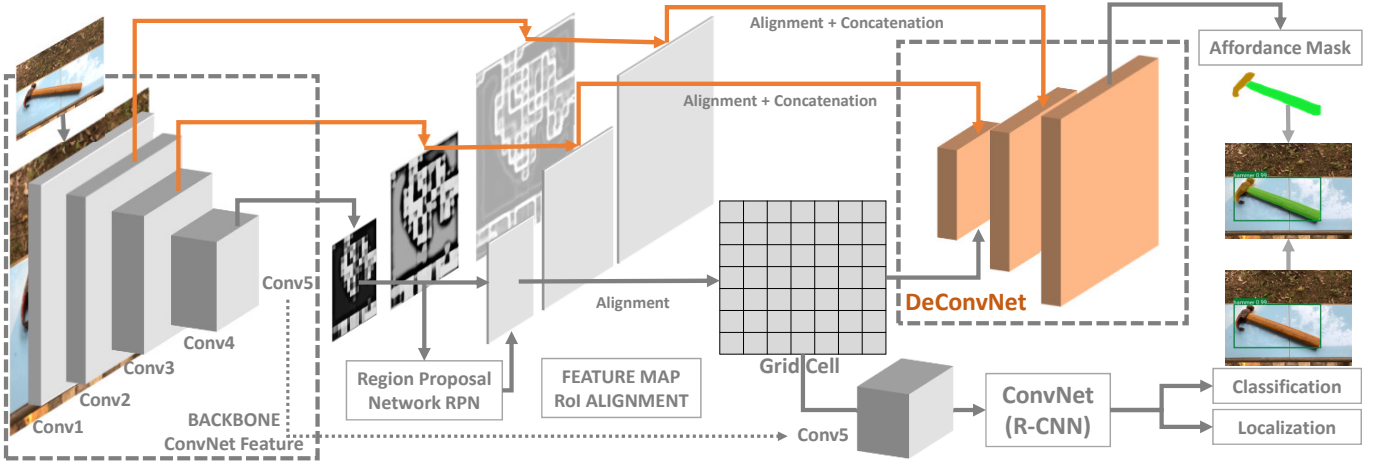 Alignment + Concatenation
Affordance Mask
Alignment + Concatenation
hammer 0.99
Conv5
Alignment
DeConvNet
hammer 0.99
Conv4
Conv3
Grid Cell
Region Proposal
Network RPN
FEATURE MAP
RoI ALIGNMENT
ConvNet
(R-CNN)
Classification
Conv2
BACKBONE
Conv1
ConvNet Feature
Conv5
Localization